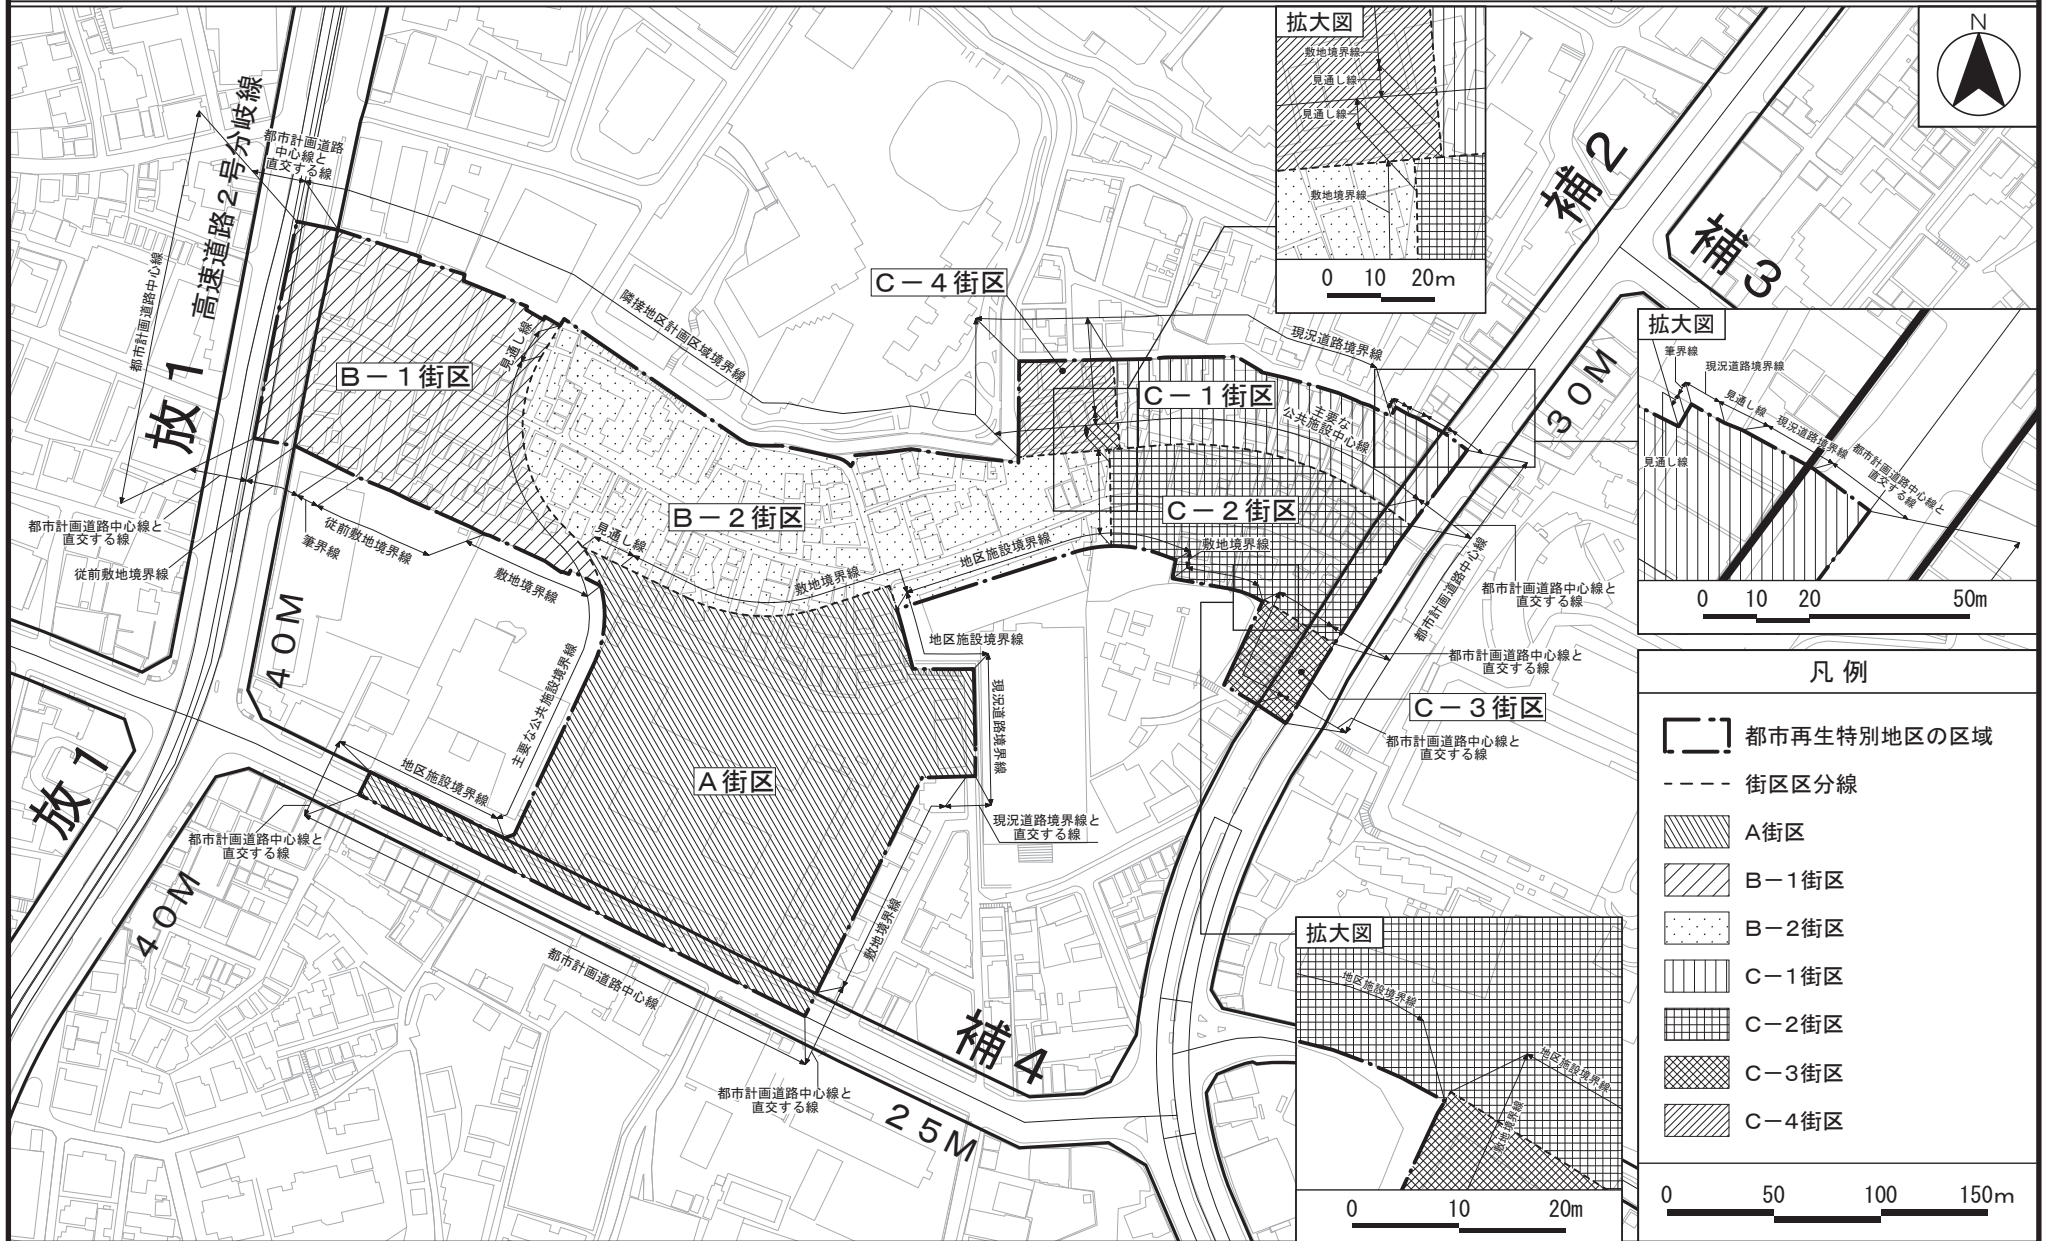 拡大図
敷地境界線
見通し線
見通し線
敷地境界線
0 10 20m
N
高速道路2号分岐線
都市計画道路
中心線と
直交する線
都市計画道路中心線
放1
隣接地区計画区域境界線
見通し線
B－1街区
B－2街区
C－4街区
現況道路境界線
C－1街区
主要な
公共施設中心線
C－2街区
補2
補3
30M
拡大図
筆界線
現況道路境界線
見通し線
現況道路境界線
都市計画道路中心線と
直交する線
見通し線
0 10 20 50m
都市計画道路中心線と
直交する線
従前敷地境界線
筆界線
従前敷地境界線
敷地境界線
見通し線
敷地境界線
地区施設境界線
敷地境界線
都市計画道路中心線
都市計画道路中心線と
直交する線
都市計画道路中心線と
直交する線
C－3街区
都市計画道路中心線と
直交する線
地区施設境界線
現況道路境界線
40M
主要な公共施設境界線
地区施設境界線
A街区
現況道路境界線と
直交する線
放1
都市計画道路中心線と
直交する線
40M
敷地境界線
都市計画道路中心線
補4
都市計画道路中心線と
直交する線
25M
拡大図
地区施設境界線
地区施設境界線
敷地境界線
0 10 20m
凡例
都市再生特別地区の区域
街区区分線
A街区
B－1街区
B－2街区
C－1街区
C－2街区
C－3街区
C－4街区
0 50 100 150m